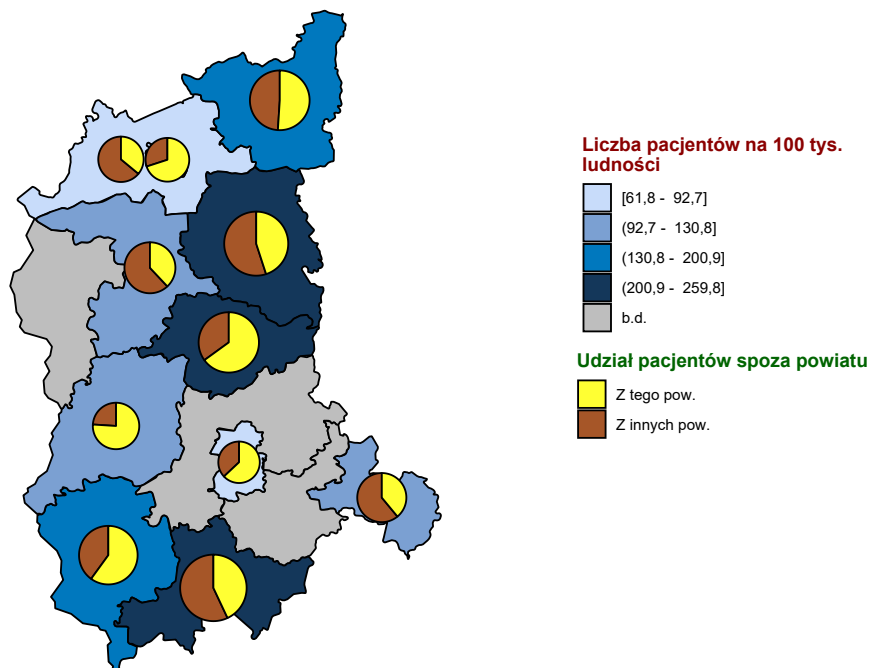 Liczba pacjentów na 100 tys.
ludności
[61,8 - 92,7]
(92,7 - 130,8]
(130,8 - 200,9]
(200,9 - 259,8]
b.d.
Udział pacjentów spoza powiatu
Z tego pow.
Z innych pow.